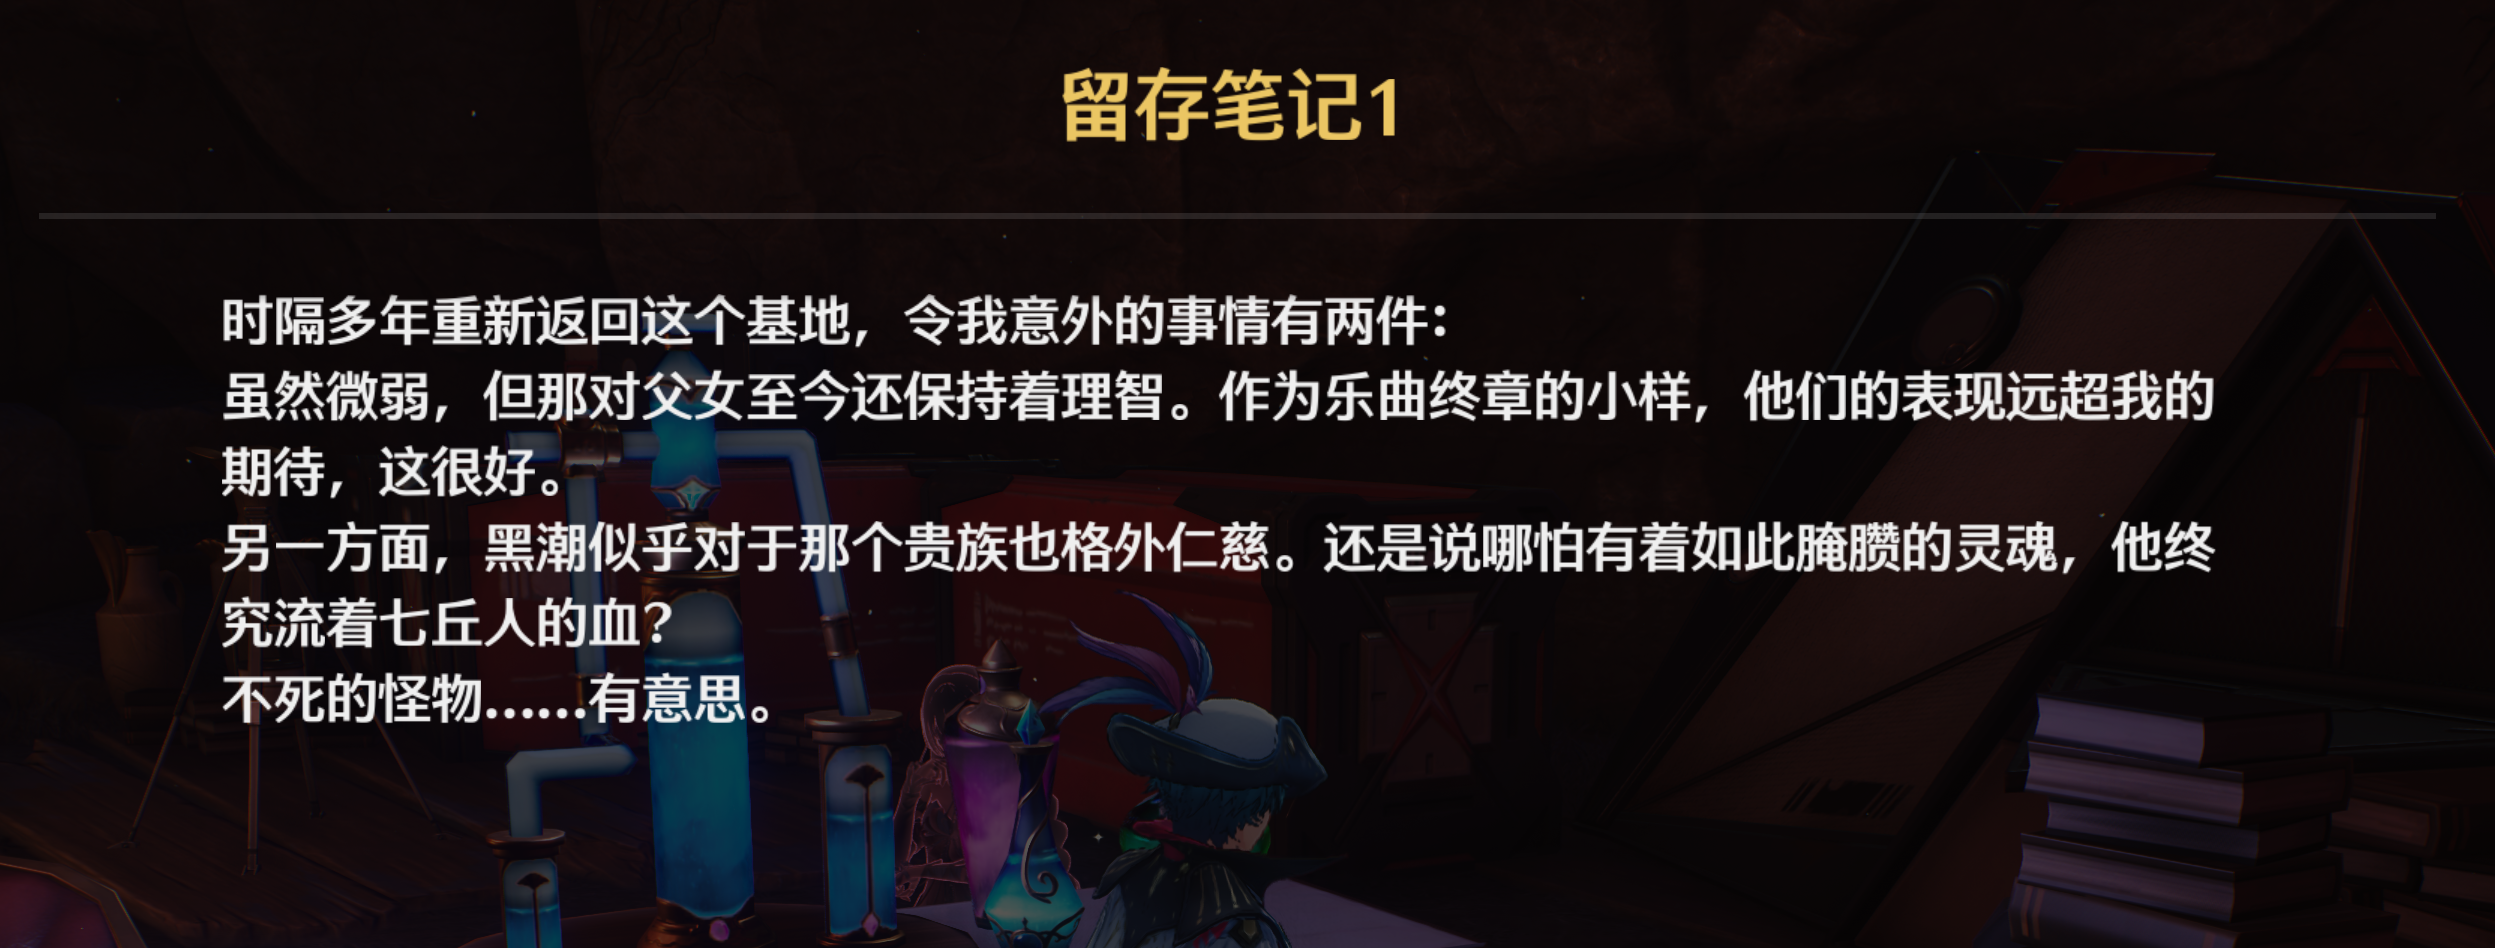 留存笔记1
时隔多年重新返回这个基地，令我意外的事情有两件：
虽然微弱，但那对父女至今还保持着理智。作为乐曲终章的小样，他们的表现远超我的
期待，这很好。
另一方面，黑潮似乎对于那个贵族也格外仁慈。还是说哪怕有着如此腌臜的灵魂，他终
究流着七丘人的血？
不死的怪物……有意思。